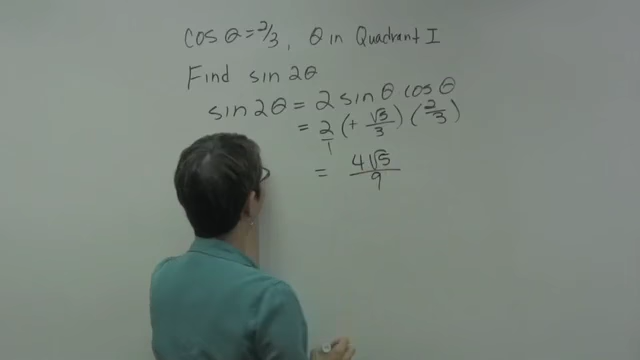 cos θ = 2/3, θ in Quadrant I
Find sin 2θ
sin 2θ = 2 sin θ cos θ
= 2/1 (+ √5/3) (2/3)
= 4√5/9